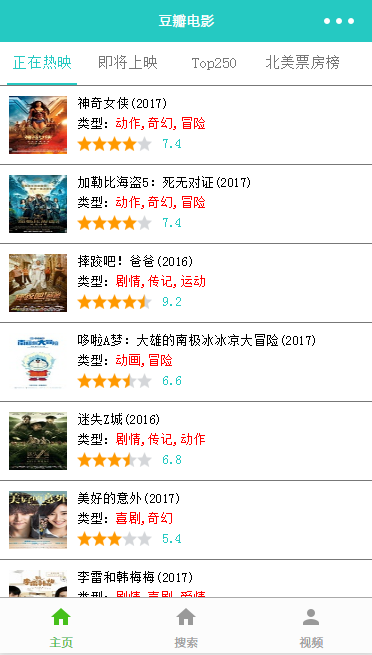 豆瓣电影
正在热映 即将上映 Top250 北美票房榜
神奇女侠(2017)
类型：动作,奇幻,冒险
7.4
加勒比海盗5：死无对证(2017)
类型：动作,奇幻,冒险
7.4
摔跤吧！爸爸(2016)
类型：剧情,传记,运动
9.2
哆啦A梦：大雄的南极冰冰凉大冒险(2017)
类型：动画,冒险
6.6
迷失Z城(2016)
类型：剧情,传记,动作
6.8
美好的意外(2017)
类型：喜剧,奇幻
5.4
李雷和韩梅梅(2017)
类型：剧情,喜剧,爱情
主页 搜索 视频